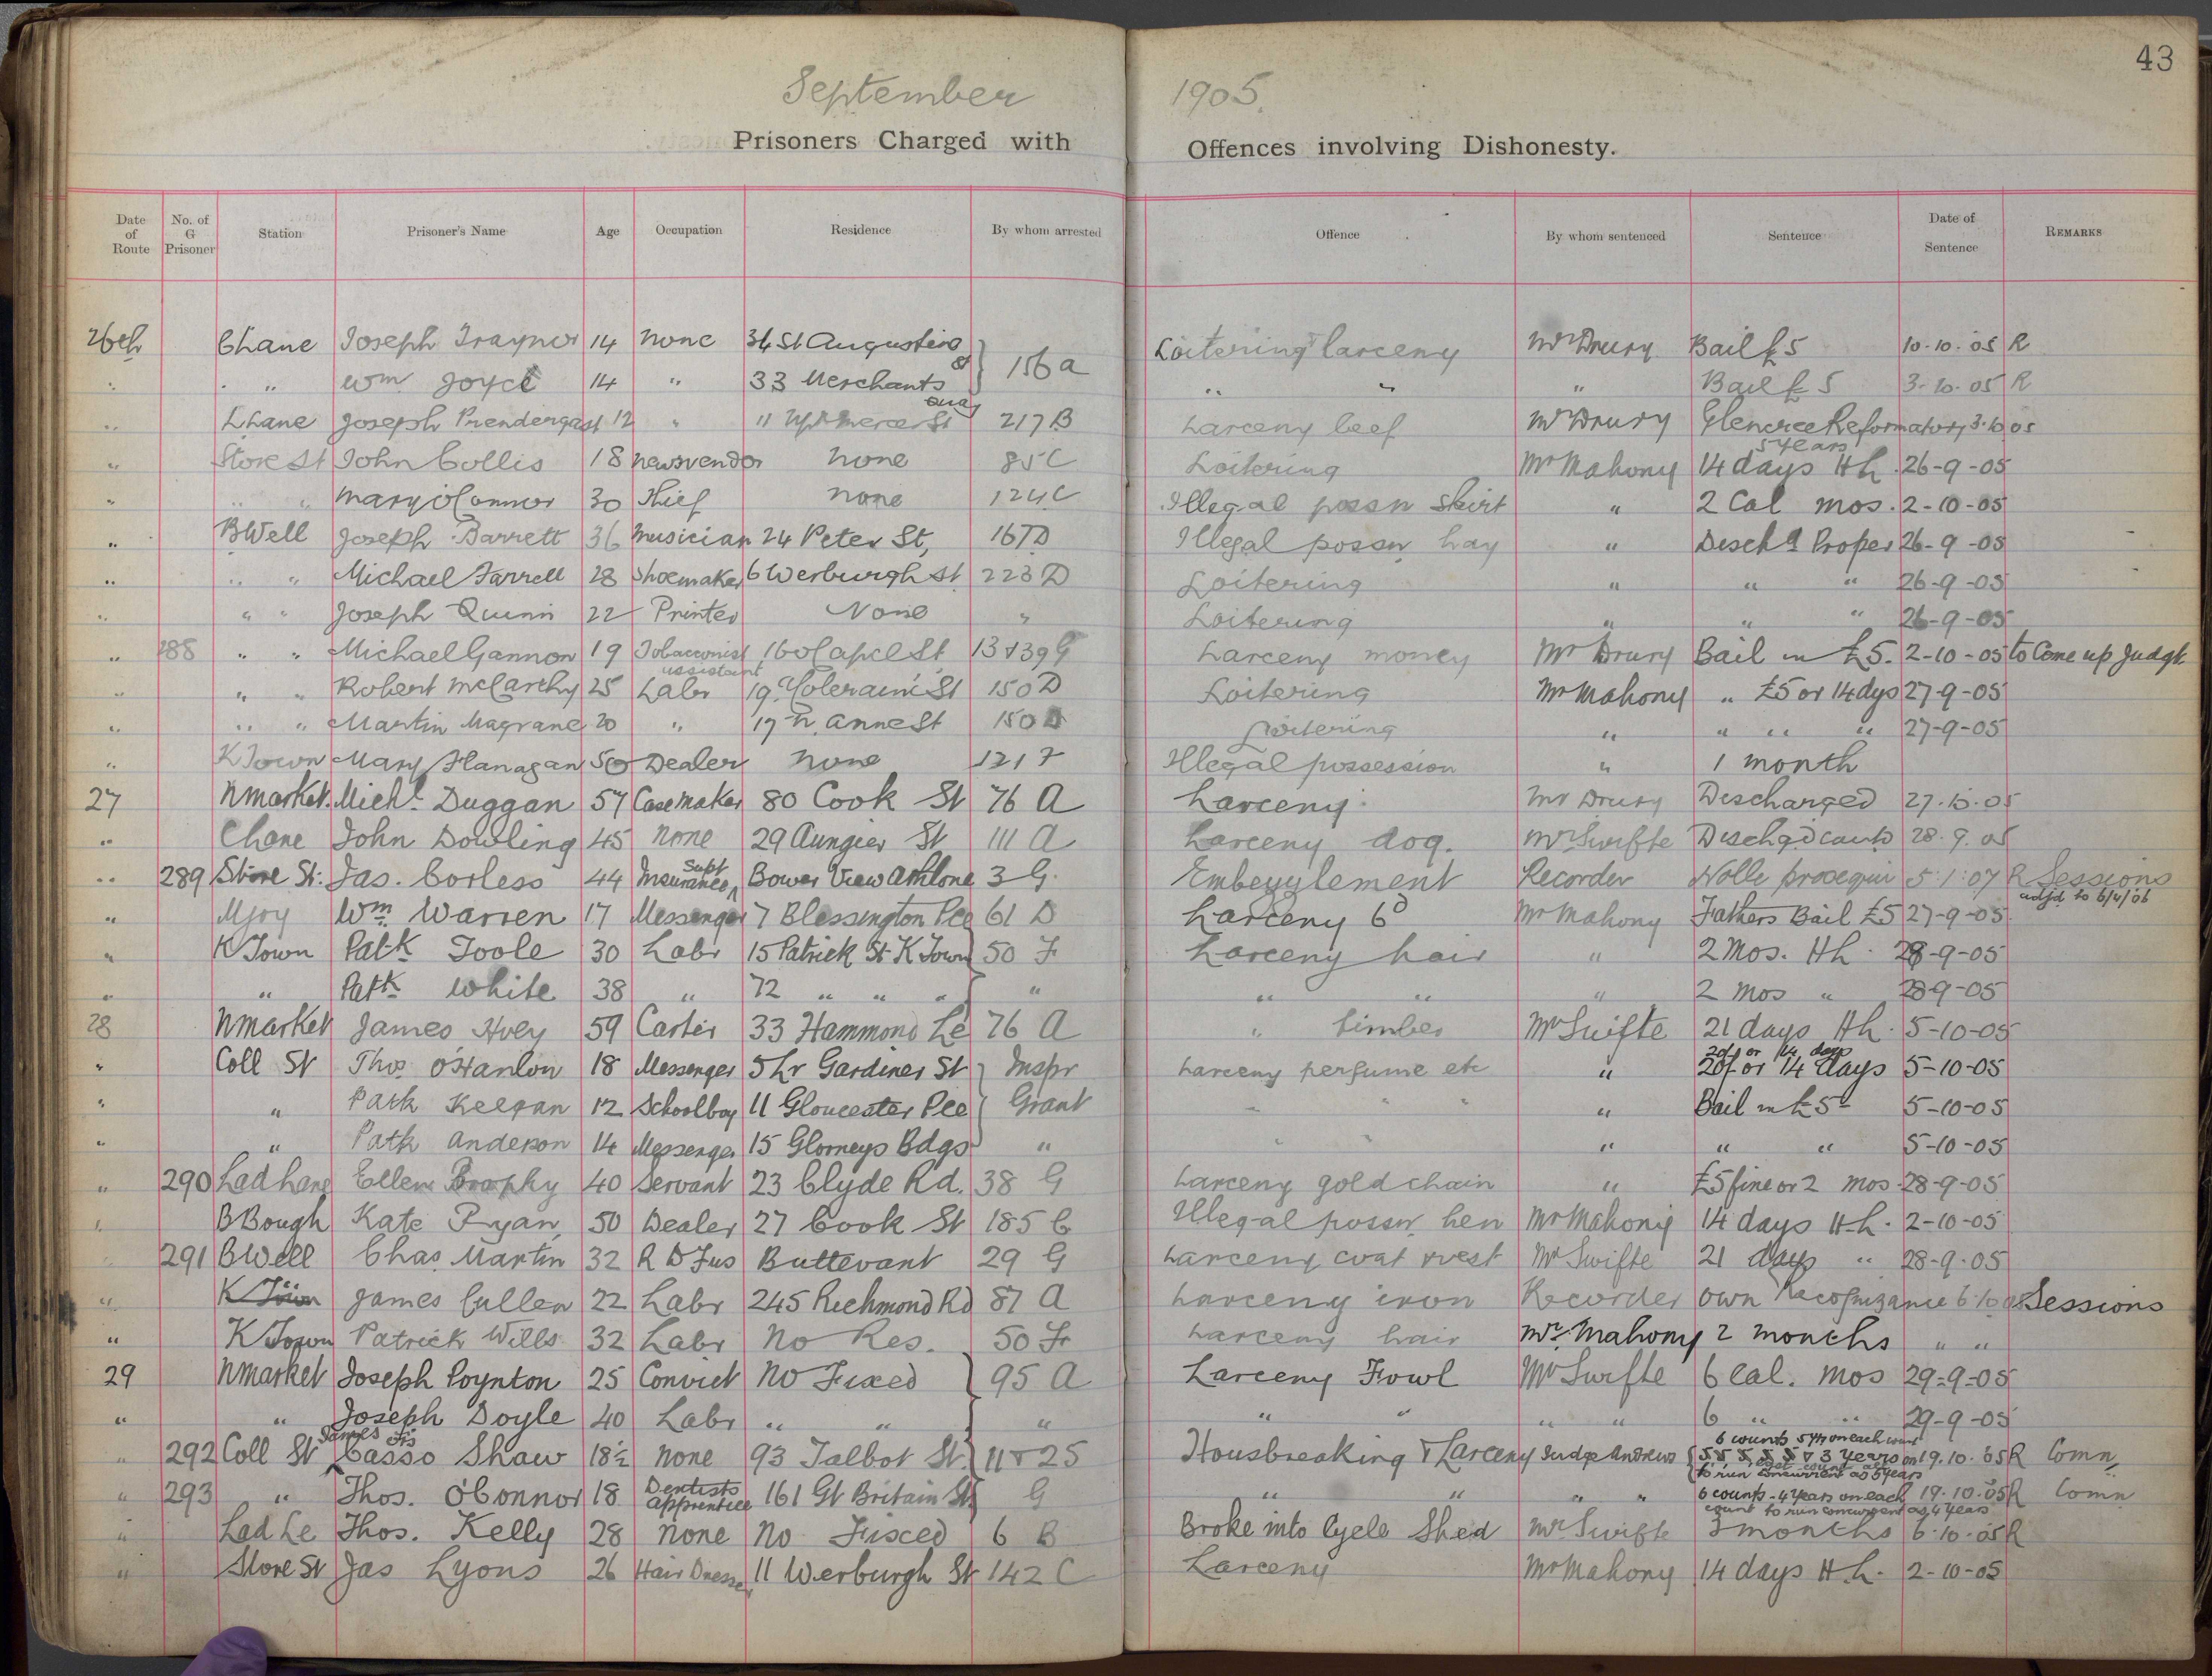 43
September 1905.
Prisoners Charged with Offences involving Dishonesty.
Date of Route | No. of G Prisoner | Station | Prisoner's Name | Age | Occupation | Residence | By whom arrested | Offence | By whom sentenced | Sentence | Date of Sentence | REMARKS
26th Chane Joseph Traynor 14 None 34 St Augustine St } 156 a Loitering & larceny Mr Drury Bail £5 10.10.05 R
" " " Wm Joyce 14 " 33 Merchants Quay " " " Bail £5 3.10.05 R
" LLane Joseph Prendergast 12 " 11 Upr Mercer St 217 B Larceny beef Mr Drury Glencree Reformatory 5 years 3.10.05
" Store St John Collis 18 newsvendor None 85 C Loitering Mr Mahony 14 days Hh. 26-9-05
" " " Mary O'Connor 30 Thief None 124 C Illegal possn Skirt " 2 Cal mos. 2-10-05
" BWell Joseph Barrett 36 Musician 24 Peter St, 167 D Illegal possn hay " Disch'd Proper 26-9-05
" " " Michael Farrell 28 Shoemaker 6 Werburgh St 223 D Loitering " " " 26-9-05
" " " Joseph Quinn 22 Printer None " Loitering " " " 26-9-05
" 288 " " Michael Gannon 19 Tobacconist assistant 160 Capel St 13 & 39 G Larceny money Mr Drury Bail in £5. 2-10-05 to Come up Judgt
" " " Robert McCarthy 25 Labr 19 Coleraine St 150 D Loitering Mr Mahony " £5 or 14 dys 27-9-05
" " " Martin Magrane 20 " 17 N. Anne St 150 D Loitering " " " " 27-9-05
" KTown Mary Flanagan 50 Dealer None 121 F Illegal possession " 1 month
27 Nmarket. Michl. Duggan 57 Casemaker 80 Cook St 76 A Larceny. Mr Drury Discharged 27.10.05
" Chane John Dowling 45 None 29 Aungier St 111 A Larceny dog. Mr Swifte Dischgd Cautd 28.9.05
" 289 Store St: Jas. Corless 44 Insurance Supt Bower View Athlone 3 G. Embezzlement Recorder Nolle prosequi 5.1.07 R Sessions adjd to 6/4/06
" Mjoy Wm Warren 17 Messenger 7 Blessington Pce 61 D Larceny 6d Mr Mahony Fathers Bail £5 27-9-05
" KTown Patk Toole 30 Labr 15 Patrick St K Town } 50 F Larceny hair " 2 Mos. Hh. 28-9-05
" " Patk White 38 " 72 " " " " " " " 2 mos " 28-9-05
28 Nmarket James Hoey 59 Carter 33 Hammond Le 76 A " timber Mr Swifte 21 days Hh. 5-10-05
" Coll St Thos O'Hanlon 18 Messenger 5 Lr Gardiner St } Inspr Larceny perfume etc " 20/- or 14 days 20/- or 14 days 5-10-05
" " Patk Keegan 12 Schoolboy 11 Gloucester Pce Grant " " " " Bail in £5- 5-10-05
" " Patk Anderson 14 Messenger 15 Glorneys Bdgs " " " " " " 5-10-05
" 290 Lad Lane Ellen Brophy 40 Servant 23 Clyde Rd. 38 G Larceny gold chain " £5 fine or 2 mos. 28-9-05
" BBough Kate Ryan 50 Dealer 27 Cook St 185 C Illegal possn hen Mr Mahony 14 days Hh. 2-10-05
291 BWell Chas Martin 32 R D Fus Buttevant 29 G Larceny coat & vest Mr Swifte 21 days " 28-9-05
" K Town James Cullen 22 Labr 245 Richmond Rd 87 A Larceny iron Recorder Own Recognizance 6.10.05 Sessions
" K Town Patrick Wills 32 Labr No Res. 50 F Larceny hair Mr. Mahony 2 months " "
29 Nmarket Joseph Poynton 25 Convict No Fixed } 95 A Larceny Fowl Mr Swifte 6 Cal. Mos 29-9-05
" " Joseph Doyle 40 Labr " " " " " " " 6 " " 29-9-05
" 292 Coll St James Fis Casso Shaw 18½ None 93 Talbot St. } 11 & 25 Housbreaking & Larceny Judge Andrews 6 counts 5 yrs on each count 5 5 5 5 5 & 3 Years on to run concurrent as 5 years 19.10.05 R Comn
" 293 " Thos. O'Connor 18 Dentists apprentice 161 Gt Britain St G " " " " 6 counts - 4 Years on each count to run concurrent as 4 Years 19.10.05 R Comn
" Lad Le Thos. Kelly 28 None No Fixed 6 B Broke into Cycle Shed Mr Swifte 3 months 6.10.05 R
" Store St Jas Lyons 26 Hair Dresser 11 Werburgh St 142 C Larceny Mr Mahony 14 days Hh. 2-10-05